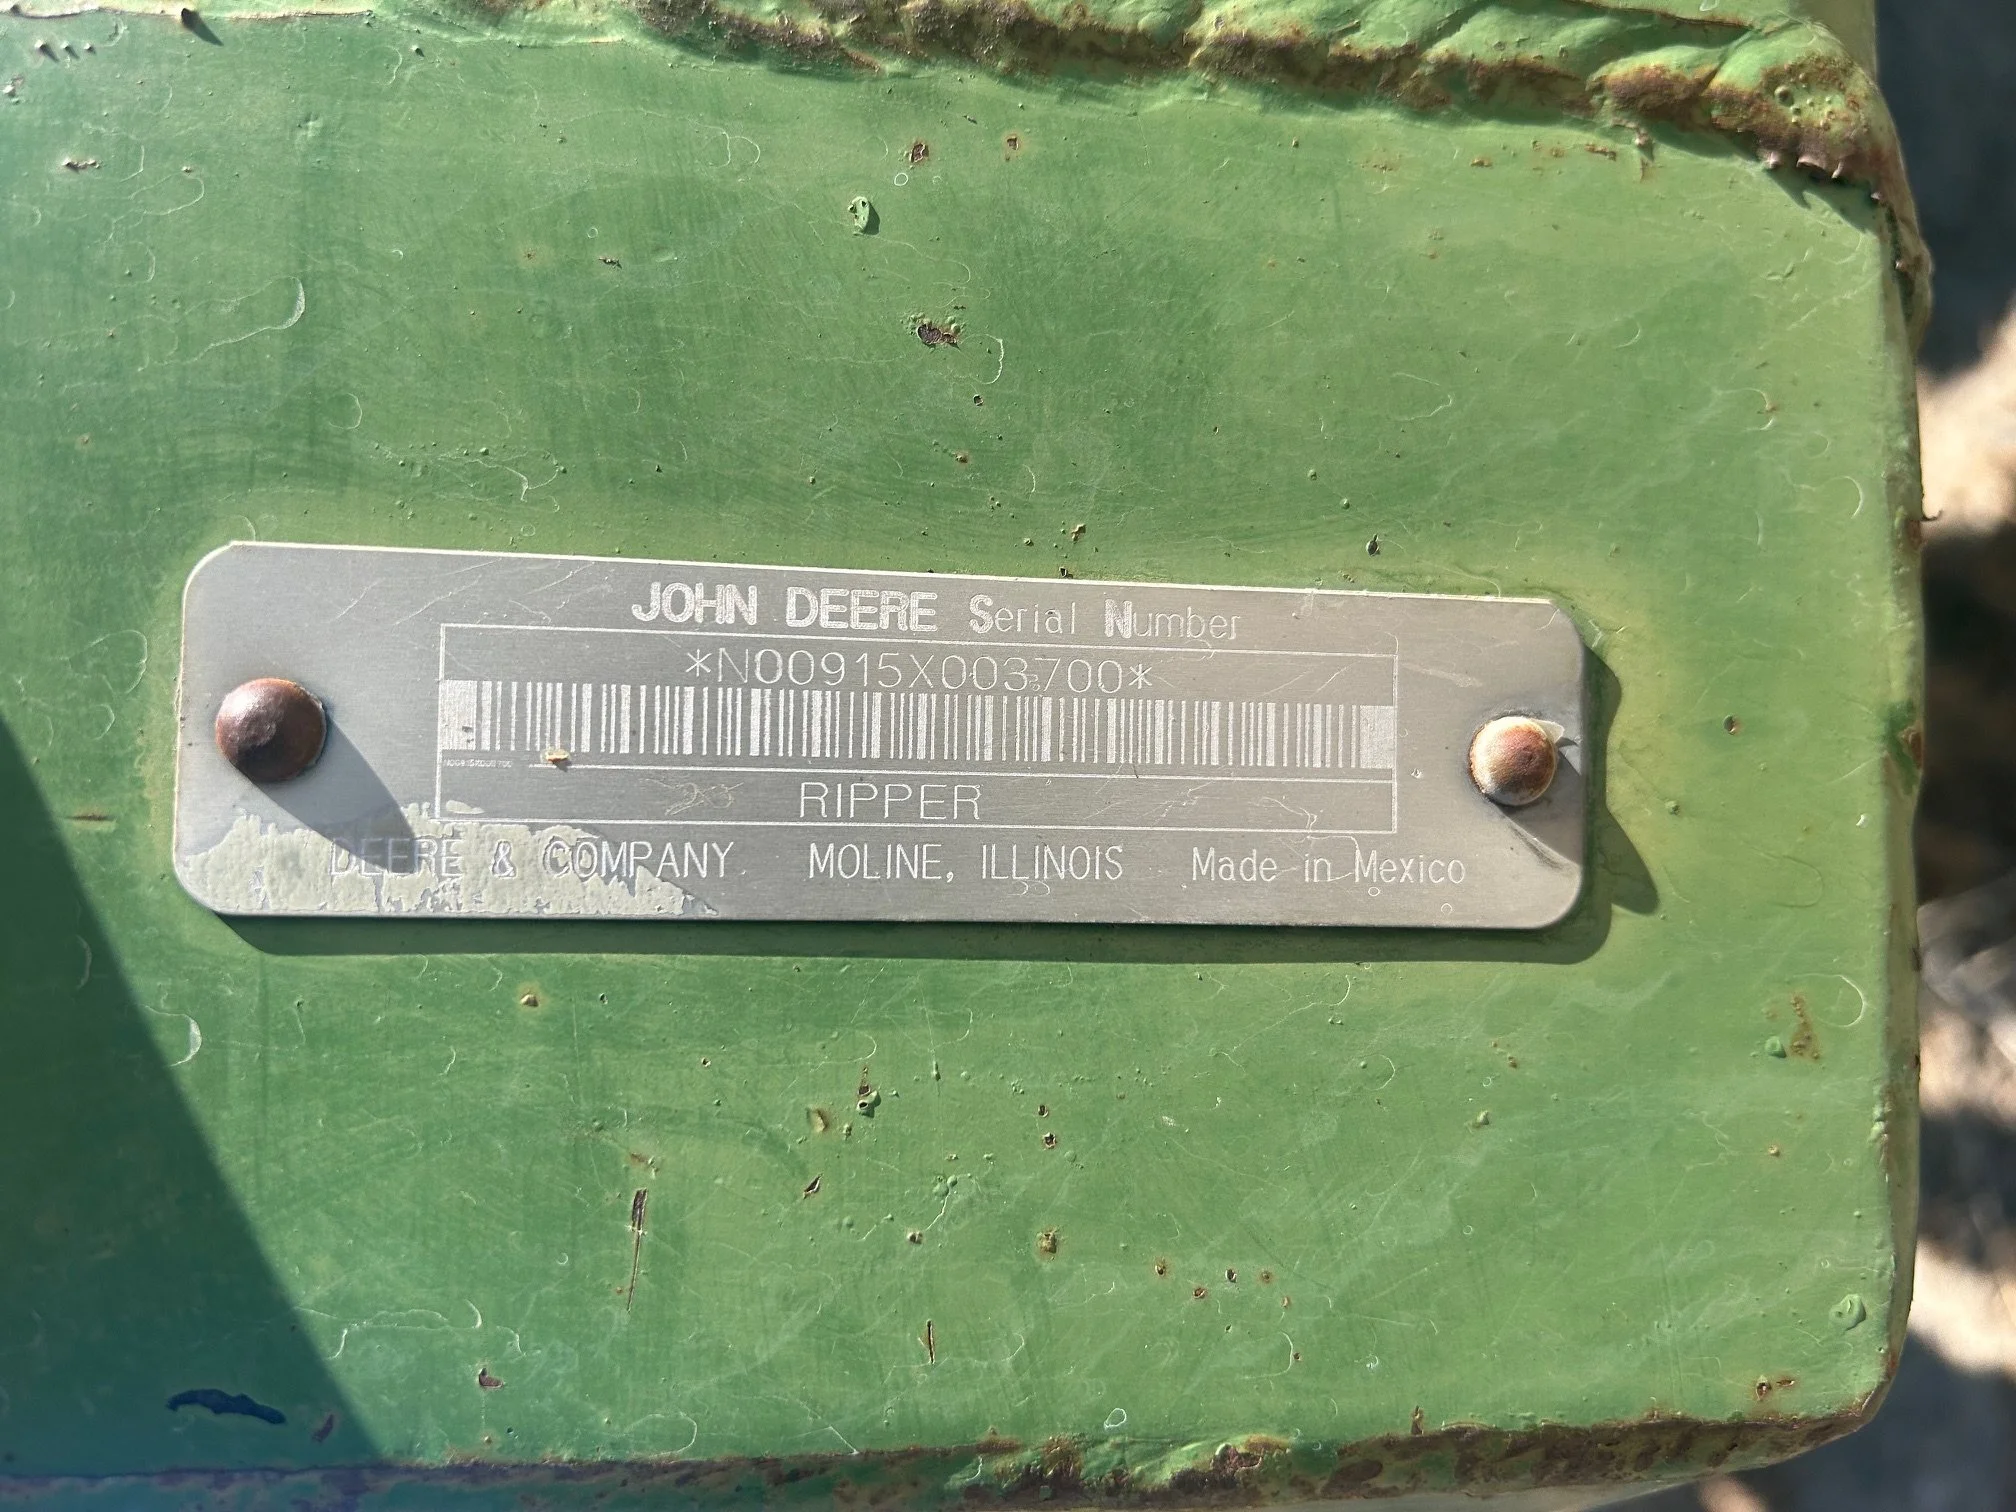 JOHN DEERE Serial Number
*N00915X003700*
RIPPER
DEERE & COMPANY MOLINE, ILLINOIS Made in Mexico